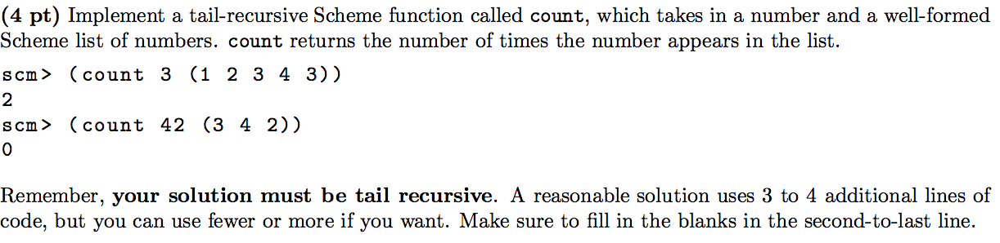 (4 pt) Implement a tail-recursive Scheme function called count, which takes in a number and a well-formed
Scheme list of numbers. count returns the number of times the number appears in the list.
scm> (count 3 (1 2 3 4 3))
2
scm> (count 42 (3 4 2))
0
Remember, your solution must be tail recursive. A reasonable solution uses 3 to 4 additional lines of
code, but you can use fewer or more if you want. Make sure to fill in the blanks in the second-to-last line.